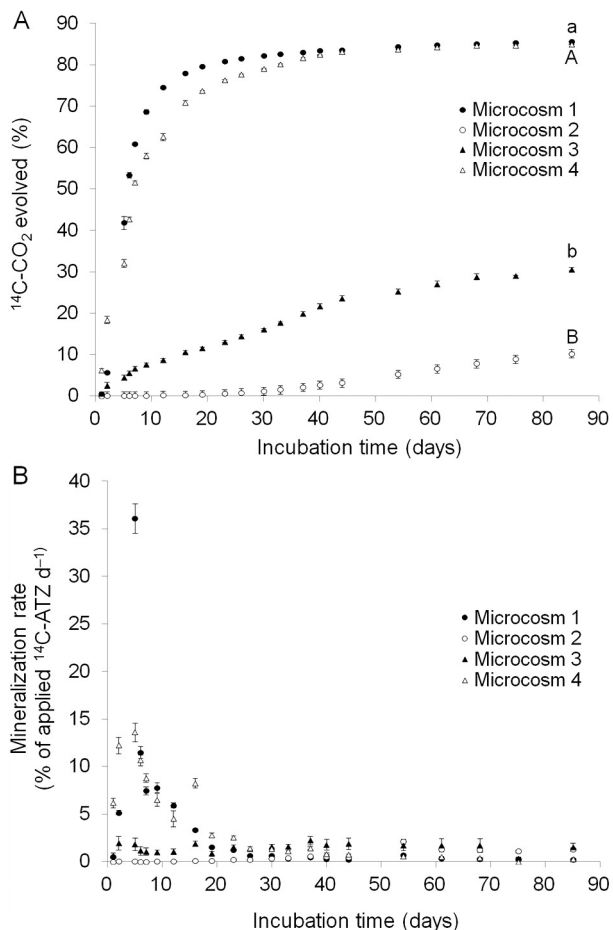 A
¹⁴C-CO₂ evolved (%)
100
90
80
70
60
50
40
30
20
10
0
a
A
Microcosm 1
Microcosm 2
Microcosm 3
Microcosm 4
b
B
0 10 20 30 40 50 60 70 80 90
Incubation time (days)
B
Mineralization rate
(% of applied ¹⁴C-ATZ d⁻¹)
40
35
30
25
20
15
10
5
0
Microcosm 1
Microcosm 2
Microcosm 3
Microcosm 4
0 10 20 30 40 50 60 70 80 90
Incubation time (days)